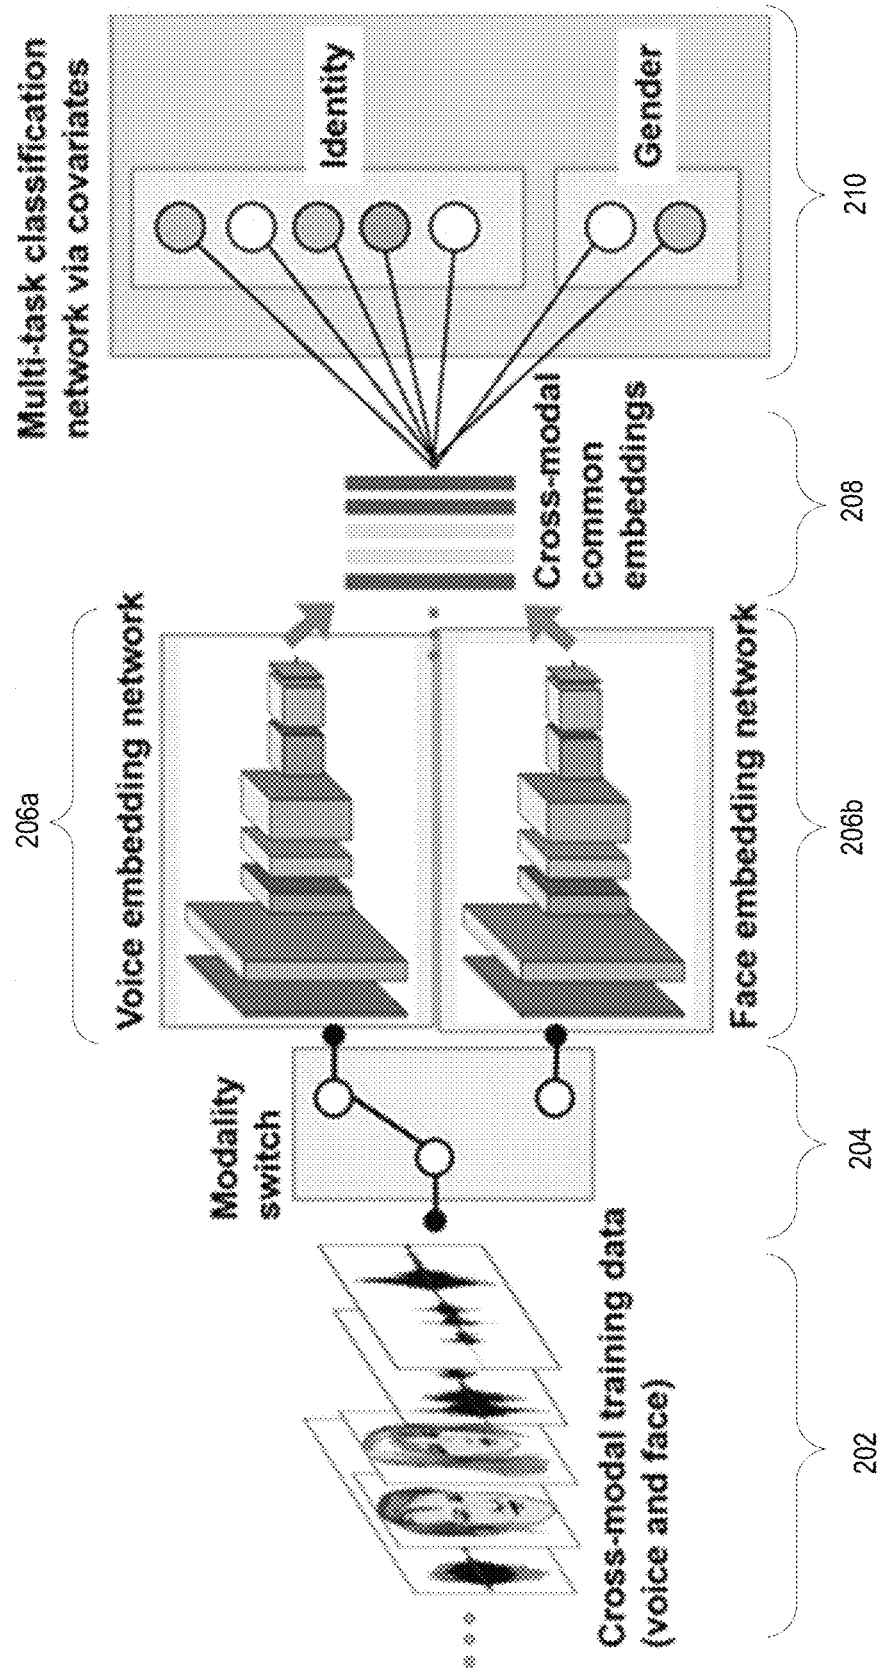 206a
Voice embedding network
Multi-task classification
network via covariates
Modality
switch
Identity
Gender
Cross-modal training data
(voice and face)
Face embedding network
Cross-modal
common
embeddings
202
204
206b
208
210